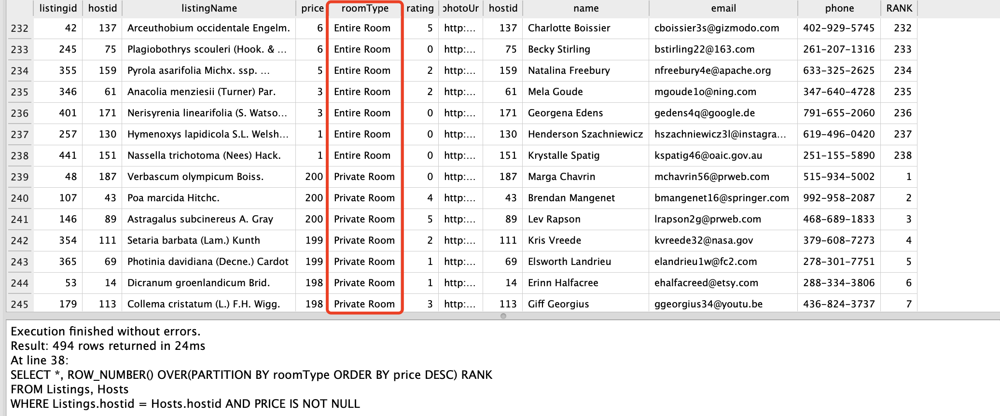 listingid hostid listingName price roomType rating photoUr hostid name email phone RANK
232 42 137 Arceuthobium occidentale Engelm. 6 Entire Room 5 http:... 137 Charlotte Boissier cboissier3s@gizmodo.com 402-929-5745 232
233 245 75 Plagiobothrys scouleri (Hook. & ... 6 Entire Room 0 http:... 75 Becky Stirling bstirling22@163.com 261-207-1316 233
234 355 159 Pyrola asarifolia Michx. ssp. ... 5 Entire Room 2 http:... 159 Natalina Freebury nfreebury4e@apache.org 633-325-2625 234
235 346 61 Anacolia menziesii (Turner) Par. 3 Entire Room 2 http:... 61 Mela Goude mgoude1o@ning.com 347-640-4728 235
236 401 171 Nerisyrenia linearifolia (S. Watso... 3 Entire Room 0 http:... 171 Georgena Edens gedens4q@google.de 791-655-2060 236
237 257 130 Hymenoxys lapidicola S.L. Welsh... 1 Entire Room 0 http:... 130 Henderson Szachniewicz hszachniewicz3l@instagra... 619-496-0420 237
238 441 151 Nassella trichotoma (Nees) Hack. 1 Entire Room 0 http:... 151 Krystalle Spatig kspatig46@oaic.gov.au 251-155-5890 238
239 48 187 Verbascum olympicum Boiss. 200 Private Room 0 http:... 187 Marga Chavrin mchavrin56@prweb.com 515-934-5002 1
240 107 43 Poa marcida Hitchc. 200 Private Room 4 http:... 43 Brendan Mangenet bmangenet16@springer.com 992-958-2087 2
241 146 89 Astragalus subcinereus A. Gray 200 Private Room 5 http:... 89 Lev Rapson lrapson2g@prweb.com 468-689-1833 3
242 354 111 Setaria barbata (Lam.) Kunth 199 Private Room 2 http:... 111 Kris Vreede kvreede32@nasa.gov 379-608-7273 4
243 365 69 Photinia davidiana (Decne.) Cardot 199 Private Room 1 http:... 69 Elsworth Landrieu elandrieu1w@fc2.com 278-301-7751 5
244 53 14 Dicranum groenlandicum Brid. 198 Private Room 1 http:... 14 Erinn Halfacree ehalfacreed@etsy.com 288-334-3806 6
245 179 113 Collema cristatum (L.) F.H. Wigg. 198 Private Room 3 http:... 113 Giff Georgius ggeorgius34@youtu.be 436-824-3737 7
Execution finished without errors.
Result: 494 rows returned in 24ms
At line 38:
SELECT *, ROW_NUMBER() OVER(PARTITION BY roomType ORDER BY price DESC) RANK
FROM Listings, Hosts
WHERE Listings.hostid = Hosts.hostid AND PRICE IS NOT NULL